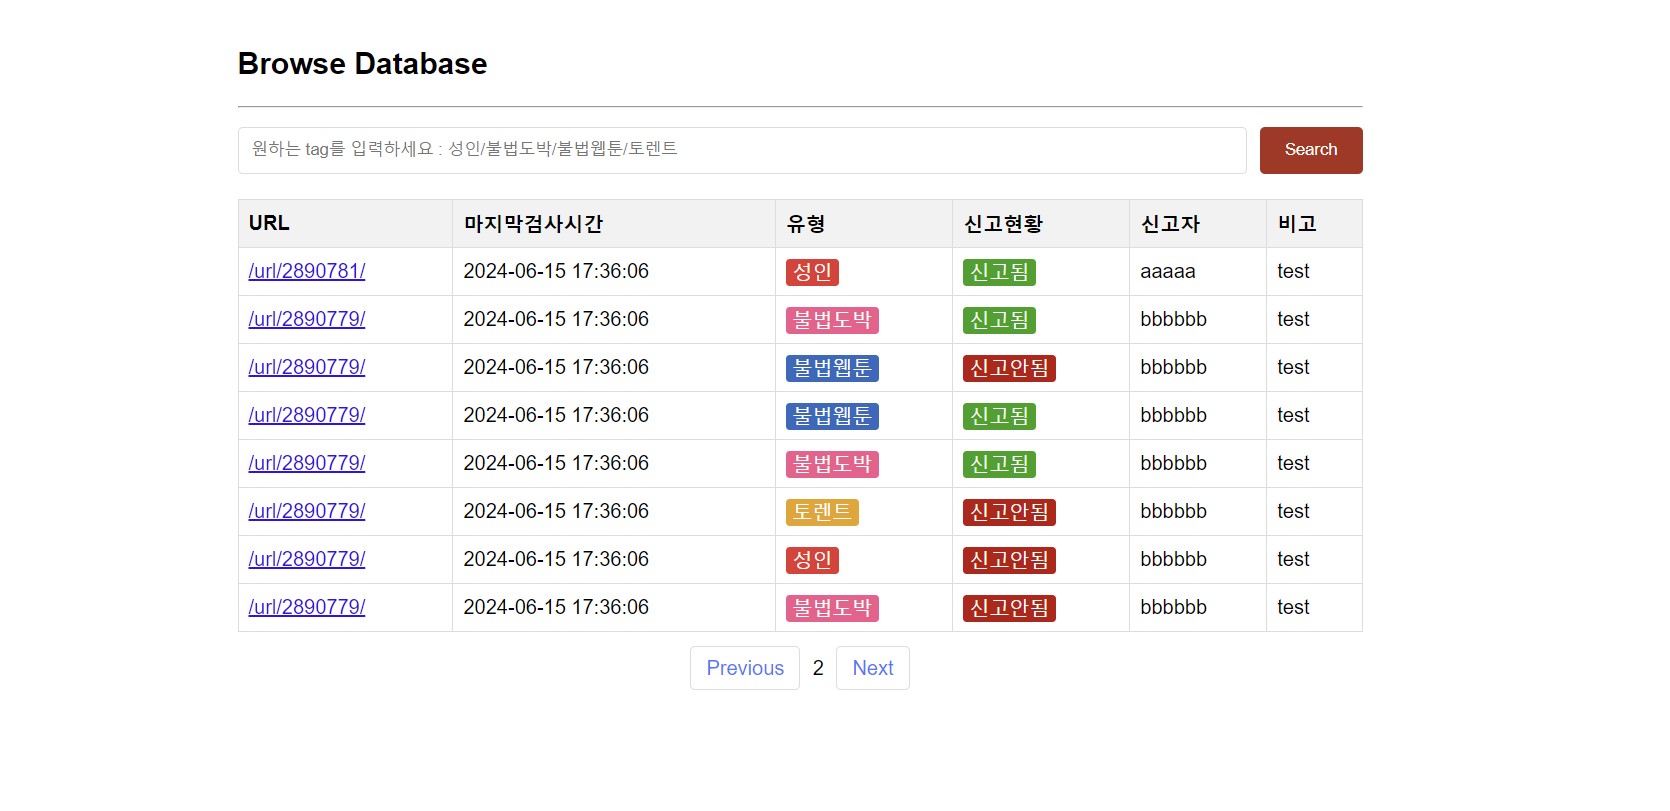 Browse Database
원하는 tag를 입력하세요 : 성인/불법도박/불법웹툰/토렌트 Search
URL 마지막검사시간 유형 신고현황 신고자 비고
/url/2890781/ 2024-06-15 17:36:06 성인 신고됨 aaaaa test
/url/2890779/ 2024-06-15 17:36:06 불법도박 신고됨 bbbbbb test
/url/2890779/ 2024-06-15 17:36:06 불법웹툰 신고안됨 bbbbbb test
/url/2890779/ 2024-06-15 17:36:06 불법웹툰 신고됨 bbbbbb test
/url/2890779/ 2024-06-15 17:36:06 불법도박 신고됨 bbbbbb test
/url/2890779/ 2024-06-15 17:36:06 토렌트 신고안됨 bbbbbb test
/url/2890779/ 2024-06-15 17:36:06 성인 신고안됨 bbbbbb test
/url/2890779/ 2024-06-15 17:36:06 불법도박 신고안됨 bbbbbb test
Previous 2 Next